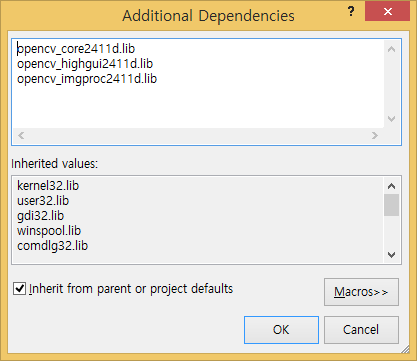 Additional Dependencies
?
opencv_core2411d.lib
opencv_highgui2411d.lib
opencv_imgproc2411d.lib
Inherited values:
kernel32.lib
user32.lib
gdi32.lib
winspool.lib
comdlg32.lib
Inherit from parent or project defaults
Macros>>
OK
Cancel